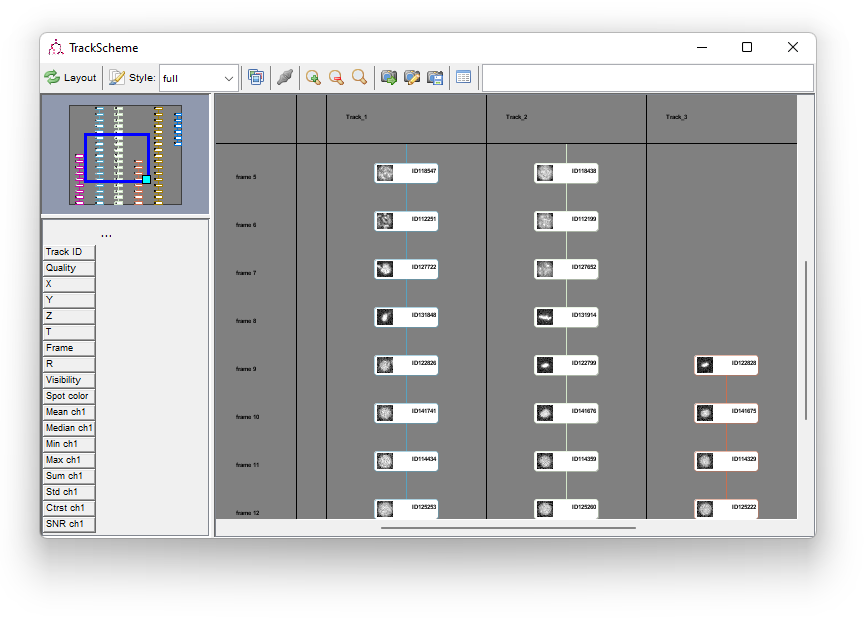 TrackScheme
Layout Style: full
Track_1 Track_2 Track_3
frame 5 ID118547 ID118438
frame 6 ID112251 ID112199
frame 7 ID127722 ID127652
frame 8 ID131848 ID131914
frame 9 ID122826 ID122799 ID122828
frame 10 ID141741 ID141676 ID141675
frame 11 ID114434 ID114359 ID114329
frame 12 ID125253 ID125260 ID125222
...
Track ID
Quality
X
Y
Z
T
Frame
R
Visibility
Spot color
Mean ch1
Median ch1
Min ch1
Max ch1
Sum ch1
Std ch1
Ctrst ch1
SNR ch1